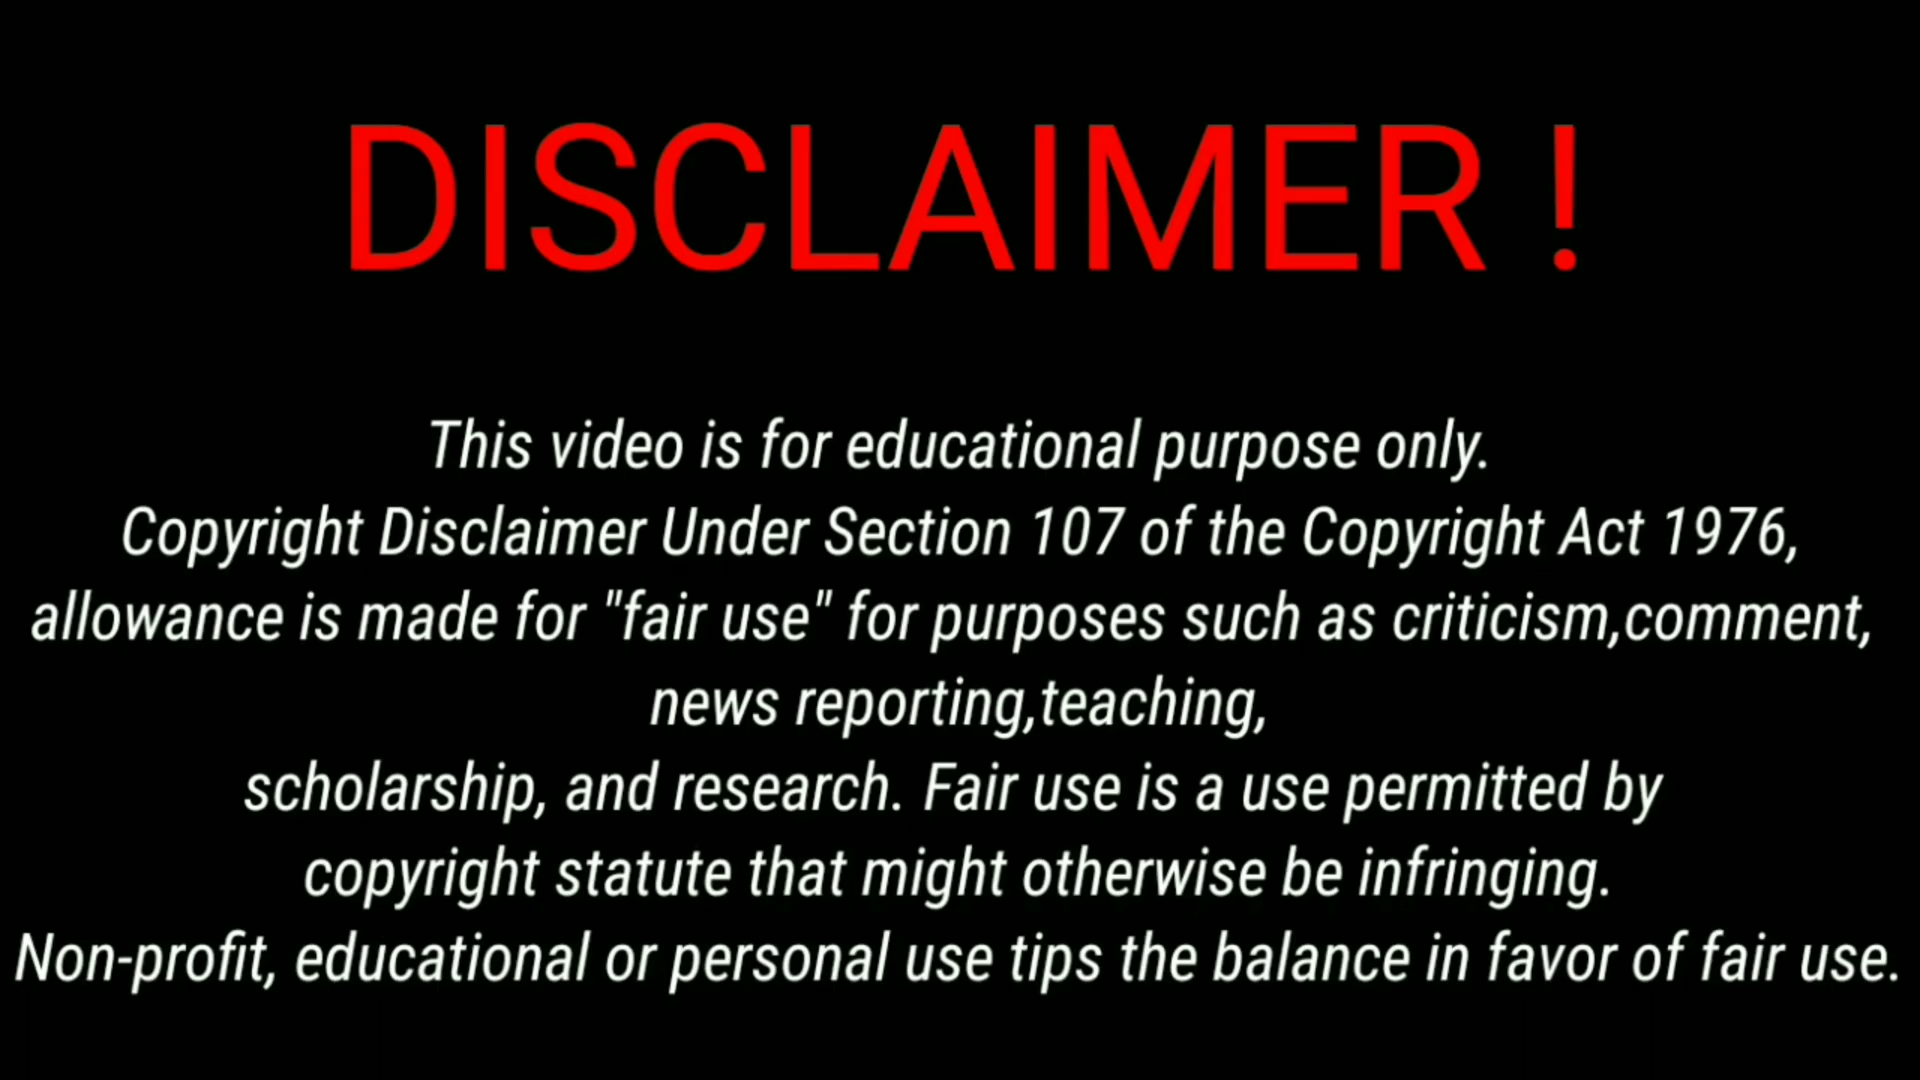 DISCLAIMER !
This video is for educational purpose only.
Copyright Disclaimer Under Section 107 of the Copyright Act 1976,
allowance is made for "fair use" for purposes such as criticism,comment,
news reporting,teaching,
scholarship, and research. Fair use is a use permitted by
copyright statute that might otherwise be infringing.
Non-profit, educational or personal use tips the balance in favor of fair use.